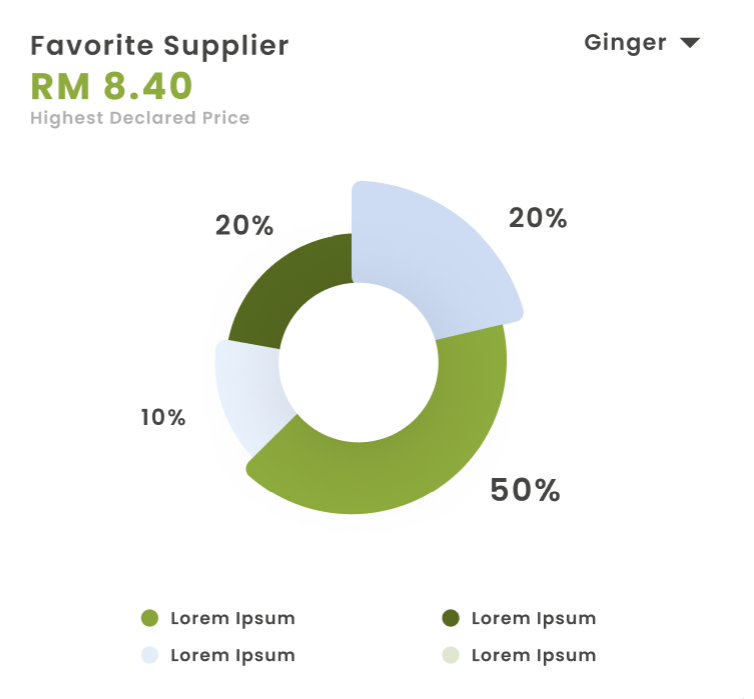 Favorite Supplier
Ginger
RM 8.40
Highest Declared Price
20%
20%
10%
50%
Lorem Ipsum
Lorem Ipsum
Lorem Ipsum
Lorem Ipsum